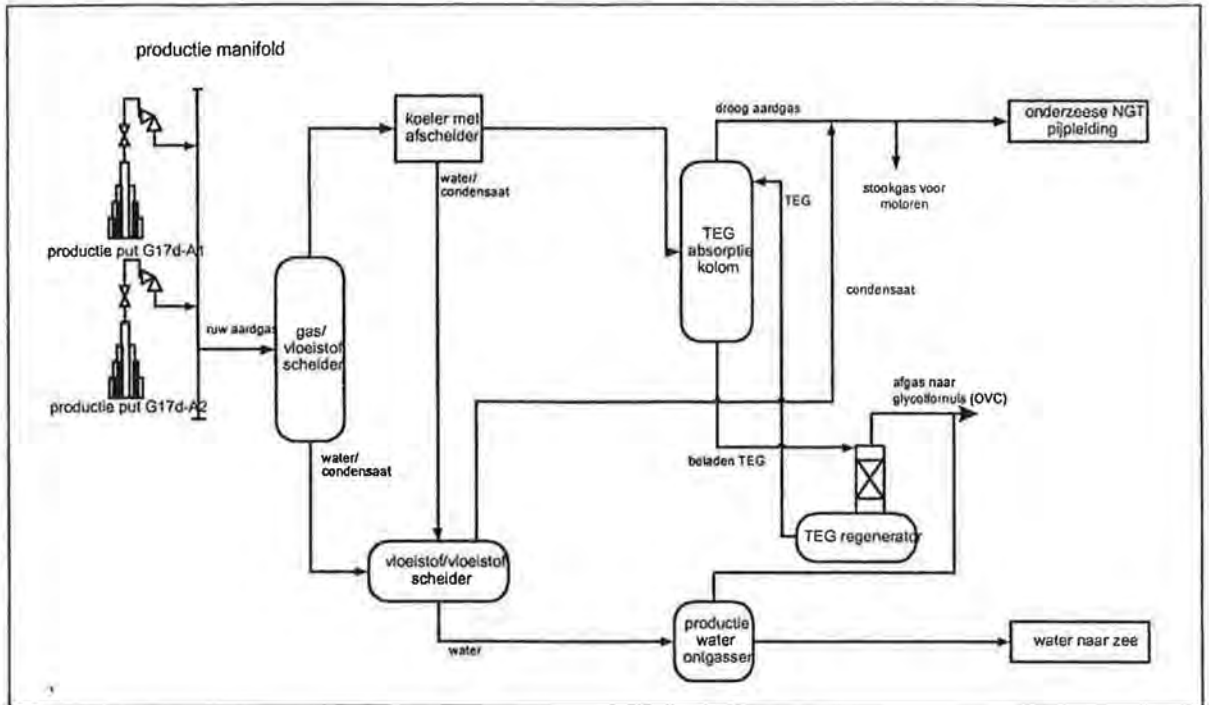 productie manifold
koeler met
afscheider
droog aardgas
onderzeese NGT
pijpleiding
water/
condensaat
TEG
stookgas voor
motoren
TEG
absorptie
kolom
productie put G17d-A1
condensaat
ruw aardgas
gas/
vloeistof
scheider
productie put G17d-A2
afgas naar
glycolfornuis (OVC)
water/
condensaat
beladen TEG
TEG regenerator
vloeistof/vloeistof
scheider
productie
water
ontgasser
water
water naar zee